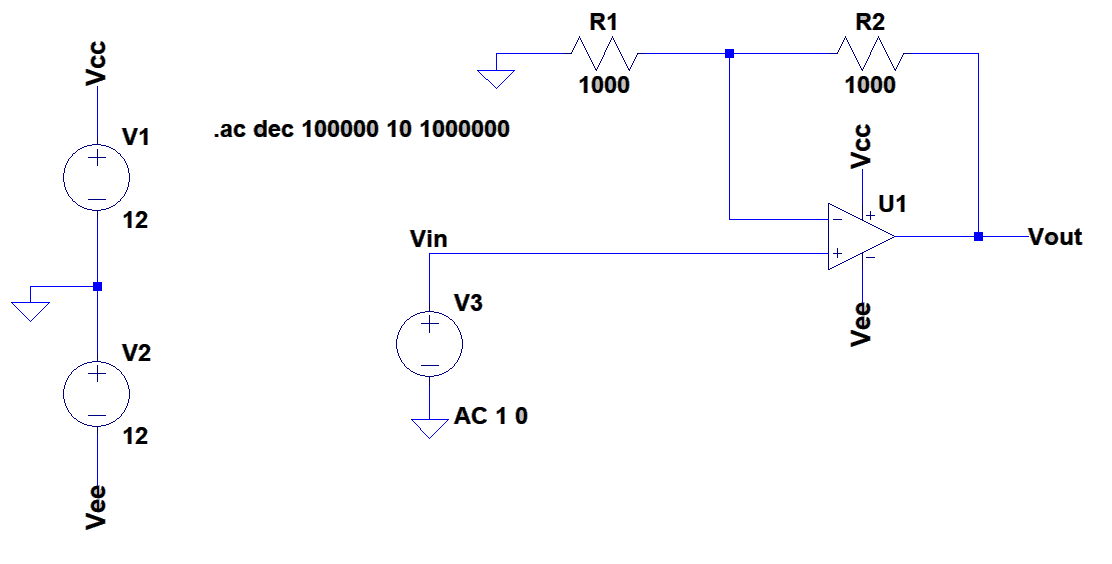 R1
R2
1000
1000
Vcc
V1
12
.ac dec 100000 10 1000000
Vcc
U1
Vout
Vee
Vin
V3
AC 1 0
V2
12
Vee